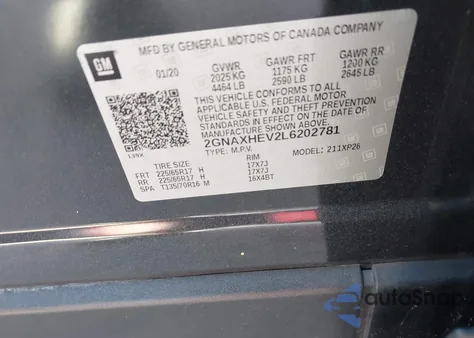 MFD BY GENERAL MOTORS OF CANADA COMPANY
GM
01/20
GVWR GAWR FRT GAWR RR
2025 KG 1175 KG 1200 KG
4464 LB 2590 LB 2645 LB
THIS VEHICLE CONFORMS TO ALL
APPLICABLE U.S. FEDERAL MOTOR
VEHICLE SAFETY AND THEFT PREVENTION
STANDARDS IN EFFECT ON THE DATE OF
MANUFACTURE SHOWN ABOVE.
2GNAXHEV2L6202781
TYPE: M.P.V. MODEL: 211XP26
TIRE SIZE RIM
FRT 225/65R17 H 17X7J
RR 225/65R17 H 17X7J
SPA T135/70R16 M 16X4BT